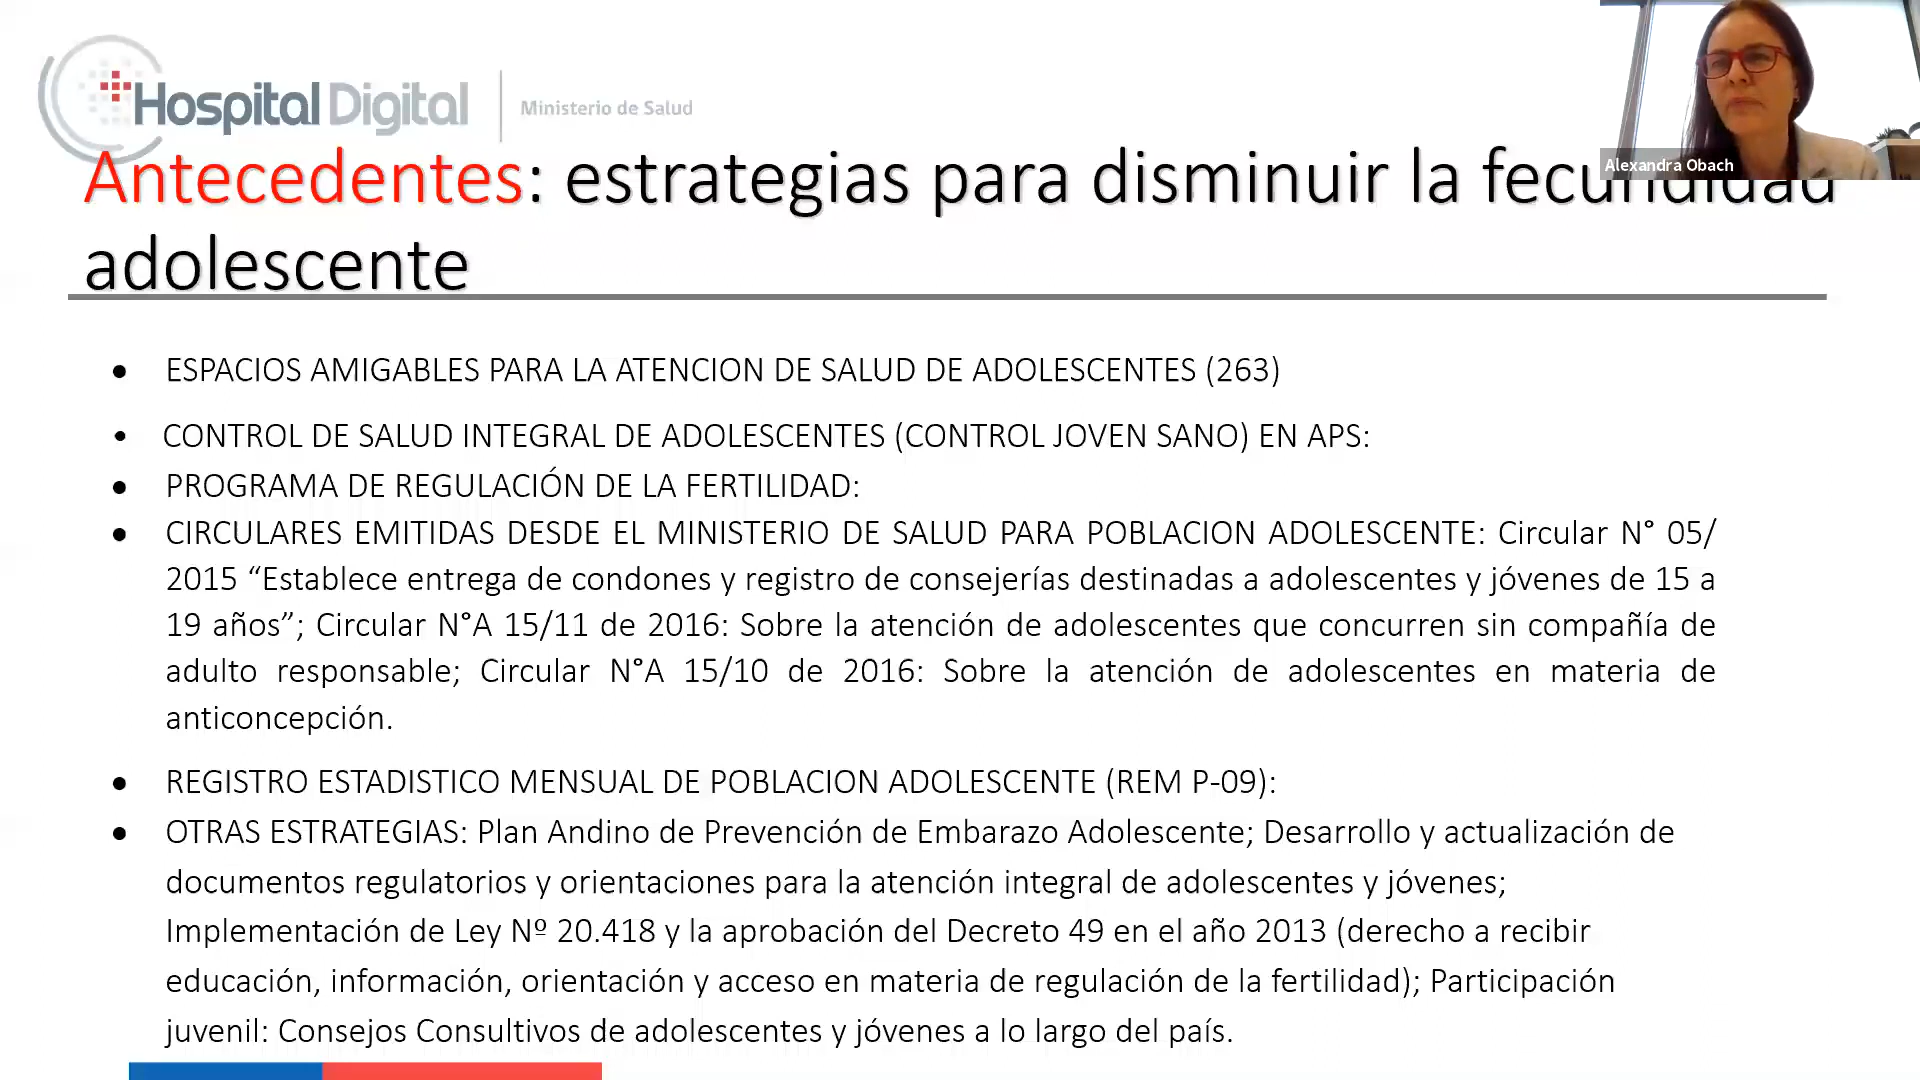 Hospital Digital
Ministerio de Salud
Alexandra Obach
Antecedentes: estrategias para disminuir la fecundidad
adolescente
• ESPACIOS AMIGABLES PARA LA ATENCION DE SALUD DE ADOLESCENTES (263)
• CONTROL DE SALUD INTEGRAL DE ADOLESCENTES (CONTROL JOVEN SANO) EN APS:
• PROGRAMA DE REGULACIÓN DE LA FERTILIDAD:
• CIRCULARES EMITIDAS DESDE EL MINISTERIO DE SALUD PARA POBLACION ADOLESCENTE: Circular N° 05/
2015 “Establece entrega de condones y registro de consejerías destinadas a adolescentes y jóvenes de 15 a
19 años”; Circular N°A 15/11 de 2016: Sobre la atención de adolescentes que concurren sin compañía de
adulto responsable; Circular N°A 15/10 de 2016: Sobre la atención de adolescentes en materia de
anticoncepción.
• REGISTRO ESTADISTICO MENSUAL DE POBLACION ADOLESCENTE (REM P-09):
• OTRAS ESTRATEGIAS: Plan Andino de Prevención de Embarazo Adolescente; Desarrollo y actualización de
documentos regulatorios y orientaciones para la atención integral de adolescentes y jóvenes;
Implementación de Ley Nº 20.418 y la aprobación del Decreto 49 en el año 2013 (derecho a recibir
educación, información, orientación y acceso en materia de regulación de la fertilidad); Participación
juvenil: Consejos Consultivos de adolescentes y jóvenes a lo largo del país.